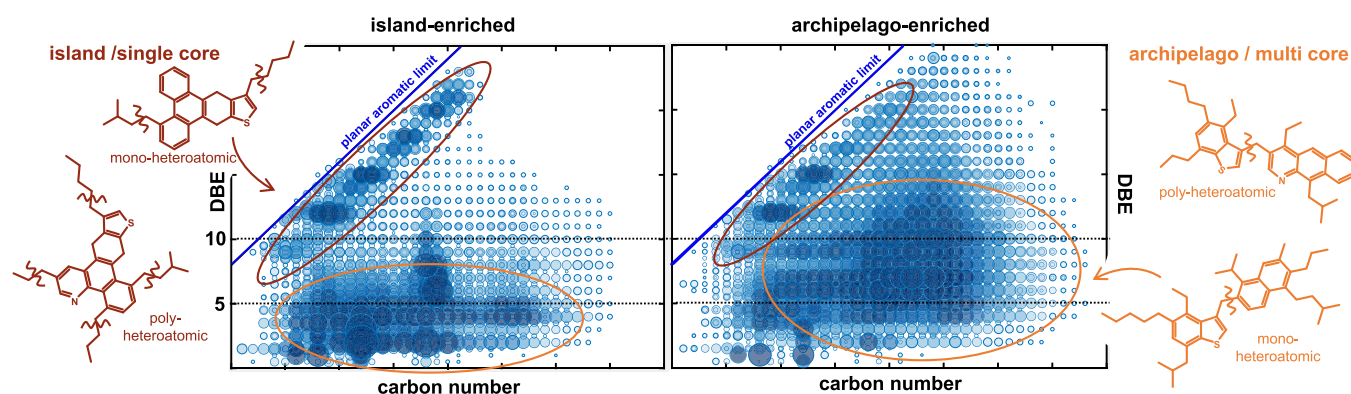 island-enriched
archipelago-enriched
island /single core
archipelago / multi core
planar aromatic limit
planar aromatic limit
S
mono-heteroatomic
S
N
poly-
heteroatomic
DBE
10
5
carbon number
carbon number
DBE
S
N
poly-heteroatomic
S
mono-
heteroatomic